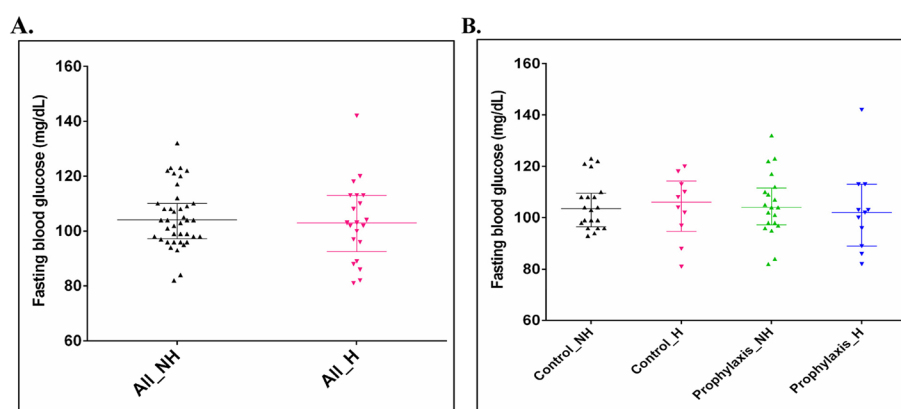 A.
Fasting blood glucose (mg/dL)
160
140
120
100
80
60
All_NH
All_H
B.
Fasting blood glucose (mg/dL)
160
140
120
100
80
60
Control_NH
Control_H
Prophylaxis_NH
Prophylaxis_H